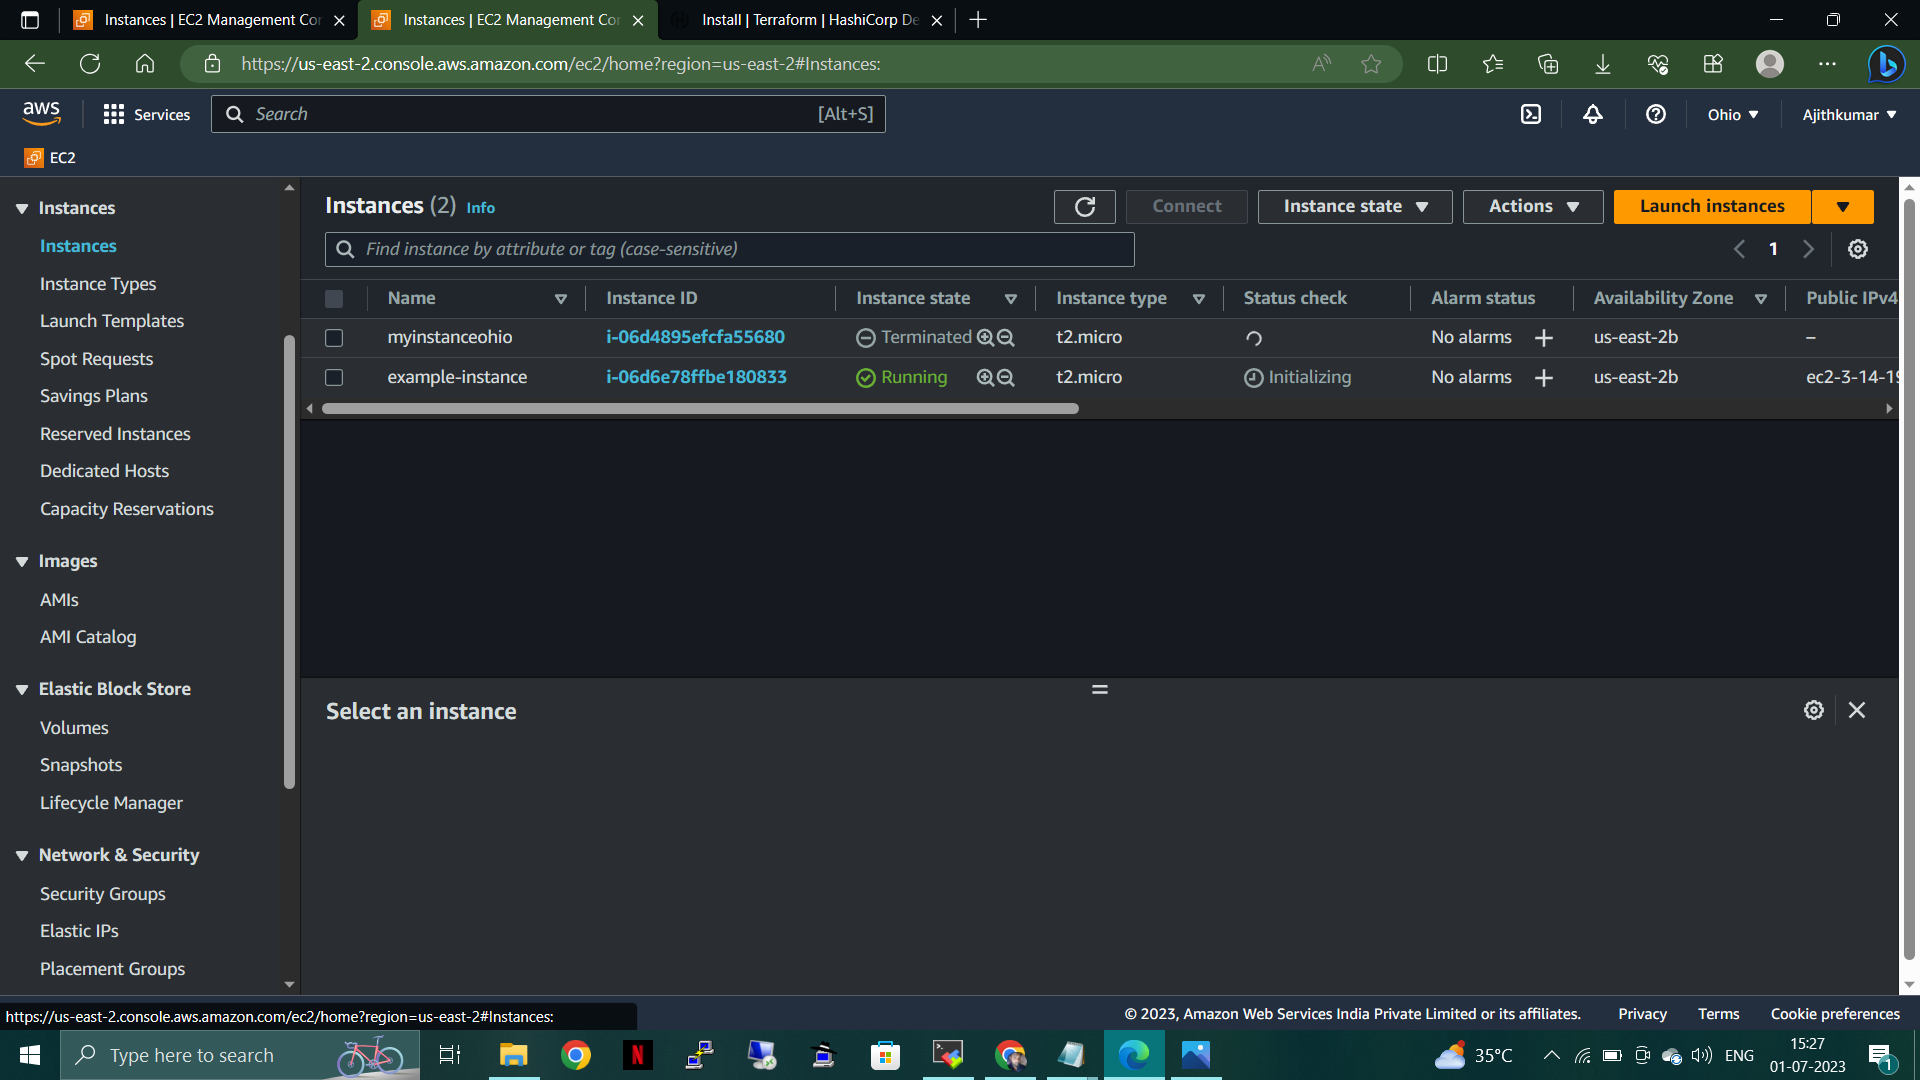 Instances | EC2 Management Co
Instances | EC2 Management Co
Install | Terraform | HashiCorp De
https://us-east-2.console.aws.amazon.com/ec2/home?region=us-east-2#Instances:
aws
Services
Search
[Alt+S]
Ohio
Ajithkumar
EC2
Instances
Instances
Instance Types
Launch Templates
Spot Requests
Savings Plans
Reserved Instances
Dedicated Hosts
Capacity Reservations
Images
AMIs
AMI Catalog
Elastic Block Store
Volumes
Snapshots
Lifecycle Manager
Network & Security
Security Groups
Elastic IPs
Placement Groups
Instances (2) Info
Connect
Instance state
Actions
Launch instances
Find instance by attribute or tag (case-sensitive)
1
Name Instance ID Instance state Instance type Status check Alarm status Availability Zone Public IPv4
myinstanceohio i-06d4895efcfa55680 Terminated t2.micro No alarms + us-east-2b –
example-instance i-06d6e78ffbe180833 Running t2.micro Initializing No alarms + us-east-2b ec2-3-14-19
Select an instance
https://us-east-2.console.aws.amazon.com/ec2/home?region=us-east-2#Instances:
© 2023, Amazon Web Services India Private Limited or its affiliates.
Privacy
Terms
Cookie preferences
Type here to search
35°C
ENG
15:27
01-07-2023
1